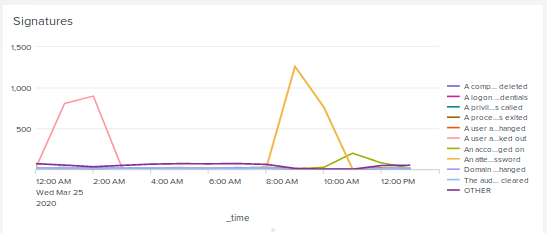 Signatures
1,500
1,000
500
12:00 AM 2:00 AM 4:00 AM 6:00 AM 8:00 AM 10:00 AM 12:00 PM
Wed Mar 25
2020
_time
A comp... deleted
A logon ...dentials
A privil...s called
A proce...s exited
A user a...hanged
A user a...ked out
An acco...ged on
An atte...ssword
Domain ...hanged
The aud... cleared
OTHER